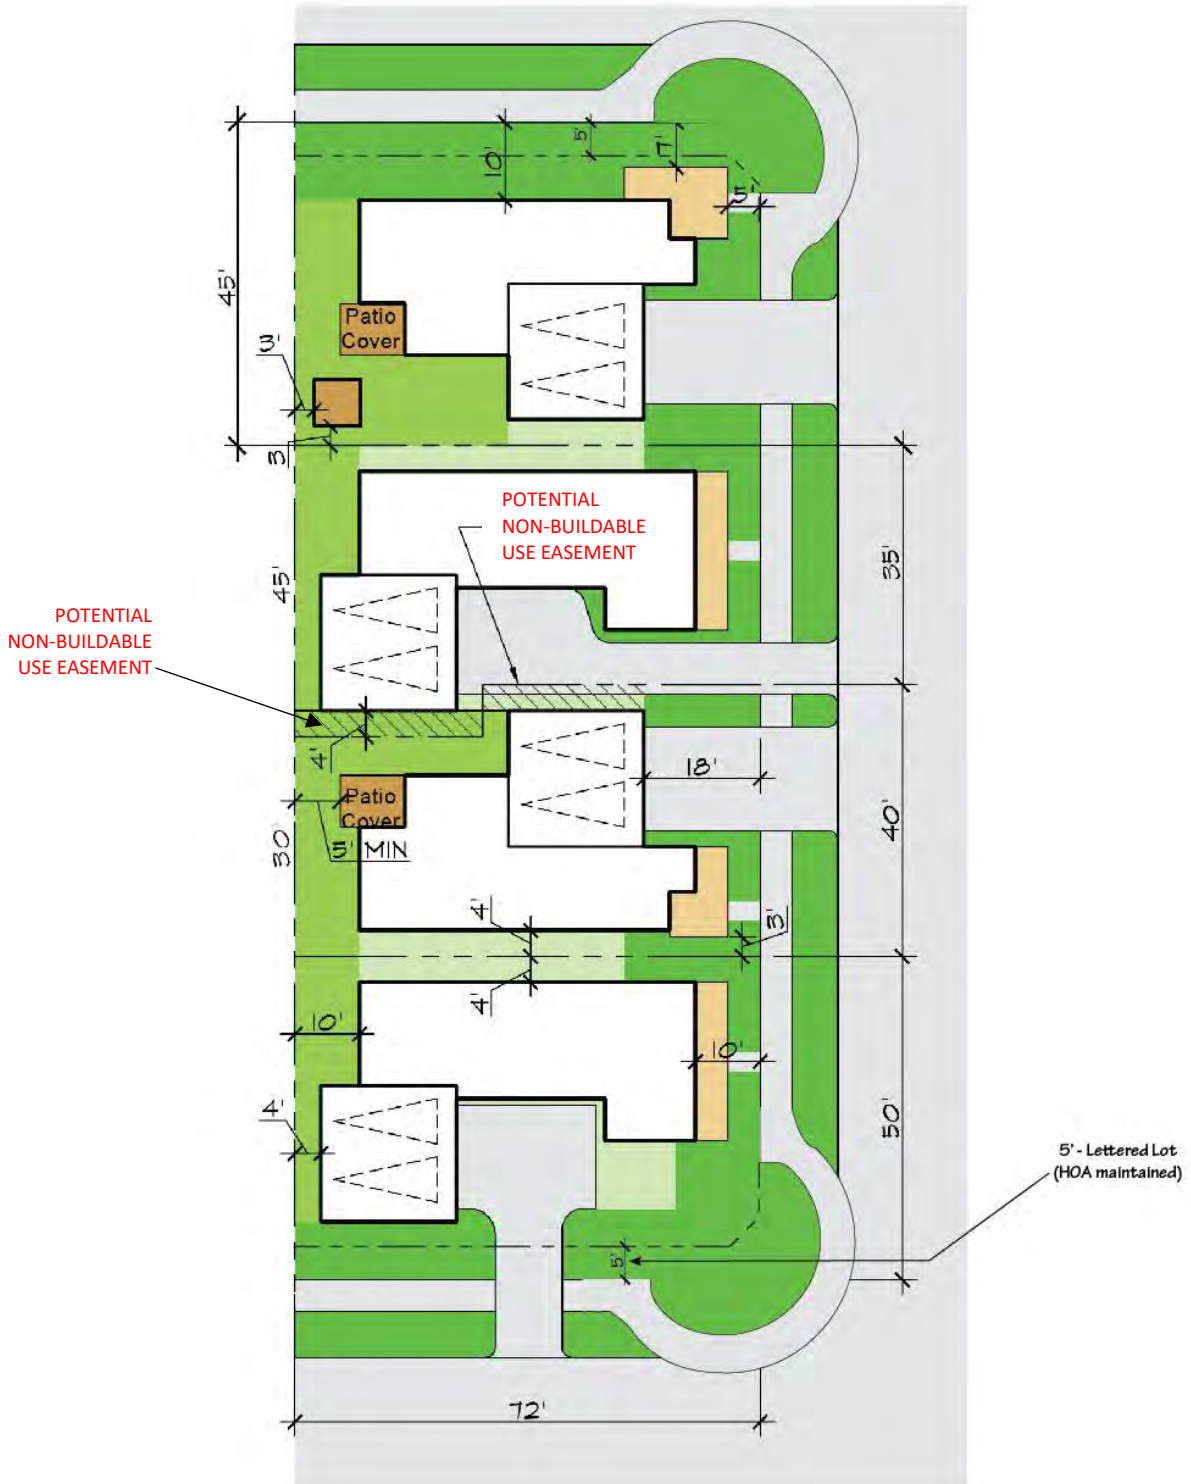 5'
7'
10'
5'
45'
Patio
Cover
3'
3'
POTENTIAL
NON-BUILDABLE
USE EASEMENT
35'
45'
POTENTIAL
NON-BUILDABLE
USE EASEMENT
4'
18'
Patio
Cover
40'
30'
5' MIN
4'
3'
4'
10'
10'
4'
50'
5' - Lettered Lot
(HOA maintained)
5'
72'